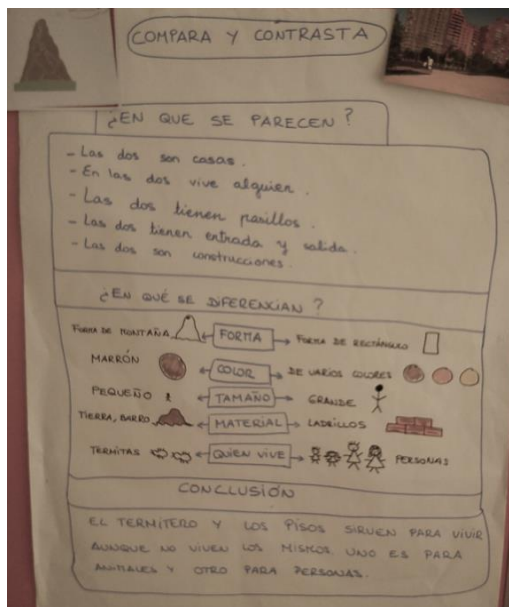 COMPARA Y CONTRASTA
¿EN QUE SE PARECEN?
- Las dos son casas.
- En las dos vive alguien.
- Las dos tienen pasillos.
- Las dos tienen entrada y salida.
- Las dos son construcciones.
¿EN QUÉ SE DIFERENCIAN?
FORMA DE MONTAÑA FORMA FORMA DE RECTÁNGULO
MARRÓN COLOR DE VARIOS COLORES
PEQUEÑO TAMAÑO GRANDE
TIERRA, BARRO MATERIAL LADRILLOS
TERMITAS QUIEN VIVE PERSONAS
CONCLUSIÓN
EL TERMITERO Y LOS PISOS SIRVEN PARA VIVIR
AUNQUE NO VIVEN LOS MISMOS. UNO ES PARA
ANIMALES Y OTRO PARA PERSONAS.